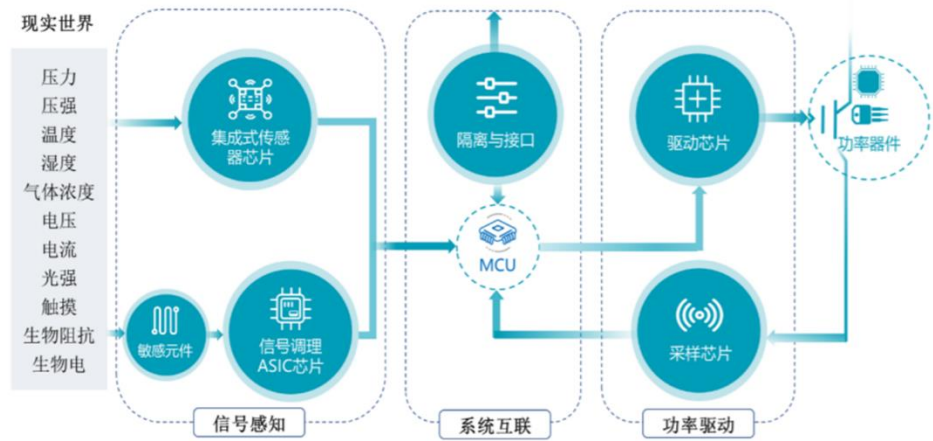 现实世界
压力
压强
温度
湿度
气体浓度
电压
电流
光强
触摸
生物阻抗
生物电
集成式传感
器芯片
敏感元件
信号调理
ASIC芯片
信号感知
隔离与接口
MCU
系统互联
驱动芯片
采样芯片
功率驱动
功率器件